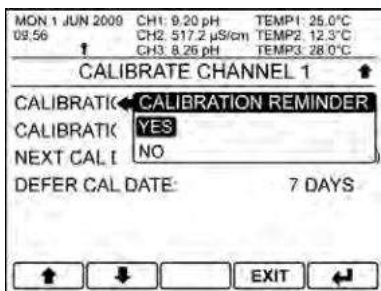 MON 1 JUN 2009 CH1: 9.20 pH TEMP1: 25.0°C
09:56 CH2: 517.2 µS/cm TEMP2: 12.3°C
CH3: 8.26 pH TEMP3: 28.0°C
CALIBRATE CHANNEL 1
CALIBRATI CALIBRATION REMINDER
CALIBRATI YES
NEXT CAL NO
DEFER CAL DATE: 7 DAYS
EXIT